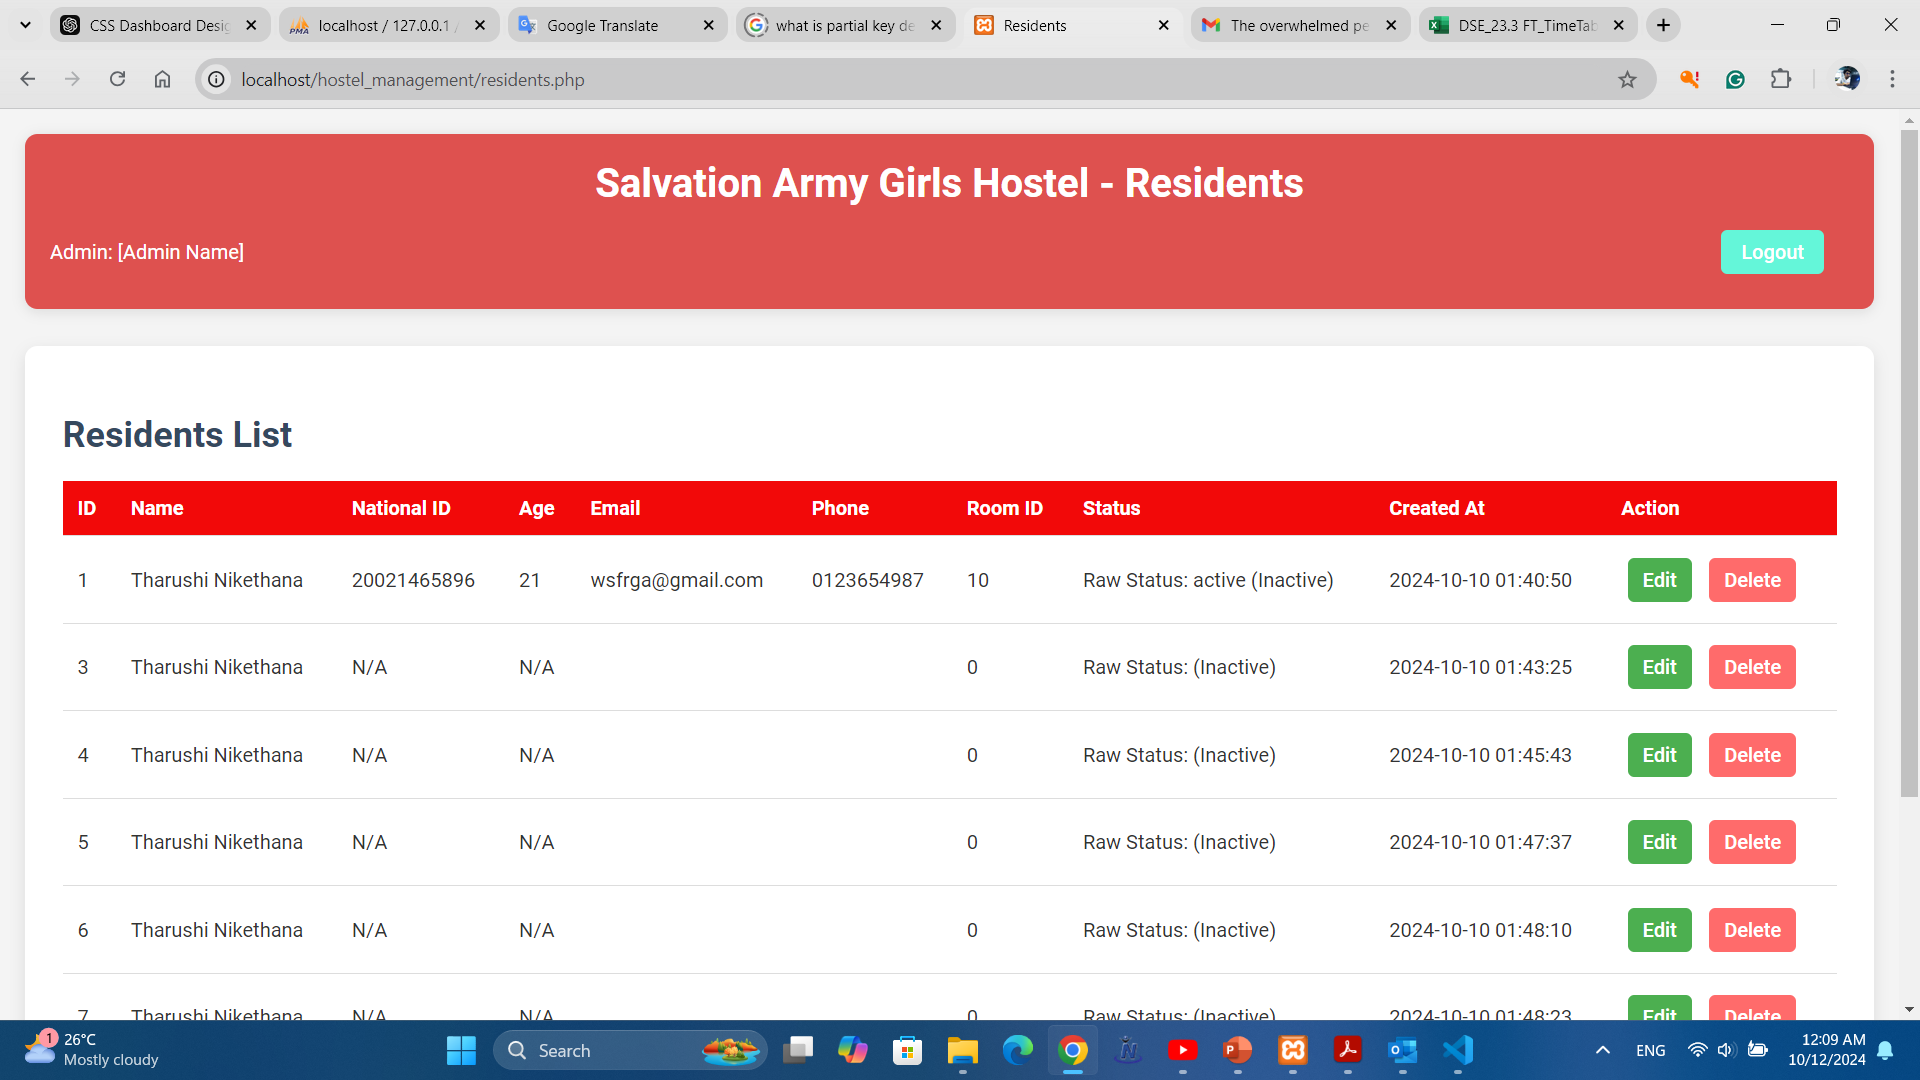 CSS Dashboard Desig
localhost / 127.0.0.1 /
Google Translate
what is partial key de
Residents
The overwhelmed pe
DSE_23.3 FT_TimeTab
localhost/hostel_management/residents.php
Salvation Army Girls Hostel - Residents
Admin: [Admin Name] Logout
Residents List
ID Name National ID Age Email Phone Room ID Status Created At Action
1 Tharushi Nikethana 20021465896 21 wsfrga@gmail.com 0123654987 10 Raw Status: active (Inactive) 2024-10-10 01:40:50 Edit Delete
3 Tharushi Nikethana N/A N/A 0 Raw Status: (Inactive) 2024-10-10 01:43:25 Edit Delete
4 Tharushi Nikethana N/A N/A 0 Raw Status: (Inactive) 2024-10-10 01:45:43 Edit Delete
5 Tharushi Nikethana N/A N/A 0 Raw Status: (Inactive) 2024-10-10 01:47:37 Edit Delete
6 Tharushi Nikethana N/A N/A 0 Raw Status: (Inactive) 2024-10-10 01:48:10 Edit Delete
7 Tharushi Nikethana N/A N/A 0 Raw Status: (Inactive) 2024-10-10 01:48:23 Edit Delete
1
26°C
Mostly cloudy
Search
ENG
12:09 AM
10/12/2024